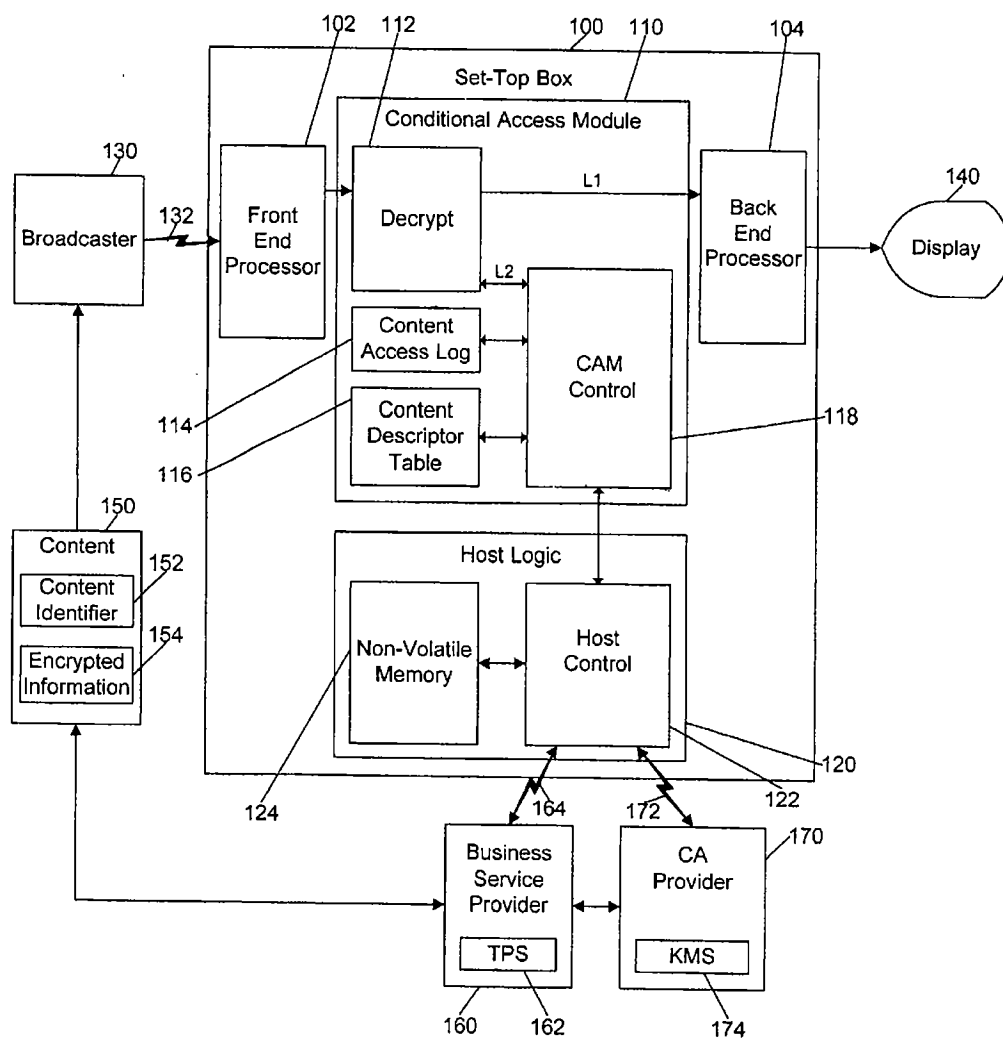 102
112
100
110
104
Set-Top Box
Conditional Access Module
130
140
132
Broadcaster
Front
End
Processor
Decrypt
L1
Back
End
Processor
Display
L2
Content
Access Log
CAM
Control
114
Content
Descriptor
Table
116
118
150
Content
152
Content
Identifier
154
Encrypted
Information
Host Logic
Non-Volatile
Memory
Host
Control
120
124
164
172
122
170
Business
Service
Provider
CA
Provider
TPS
KMS
160
162
174